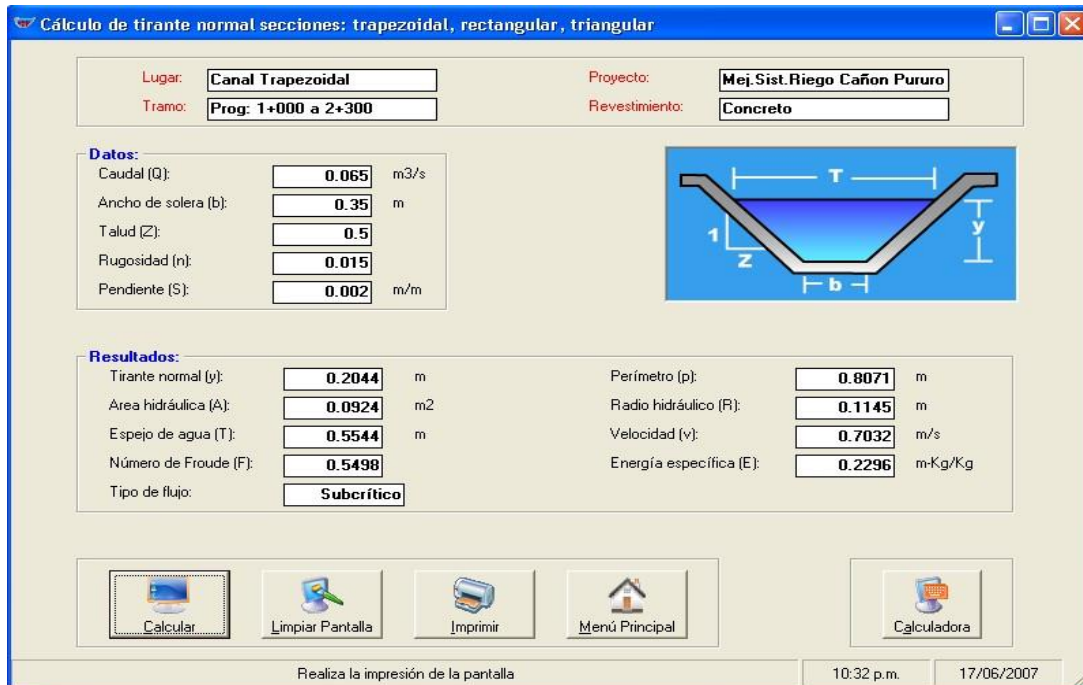 Cálculo de tirante normal secciones: trapezoidal, rectangular, triangular
Lugar: Canal Trapezoidal Proyecto: Mej.Sist.Riego Cañon Pururo
Tramo: Prog: 1+000 a 2+300 Revestimiento: Concreto
Datos:
Caudal (Q): 0.065 m3/s
Ancho de solera (b): 0.35 m
Talud (Z): 0.5
Rugosidad (n): 0.015
Pendiente (S): 0.002 m/m
T
1
Z
y
b
Resultados:
Tirante normal (y): 0.2044 m Perímetro (p): 0.8071 m
Area hidráulica (A): 0.0924 m2 Radio hidráulico (R): 0.1145 m
Espejo de agua (T): 0.5544 m Velocidad (v): 0.7032 m/s
Número de Froude (F): 0.5498 Energía específica (E): 0.2296 m-Kg/Kg
Tipo de flujo: Subcrítico
Calcular Limpiar Pantalla Imprimir Menú Principal Calculadora
Realiza la impresión de la pantalla 10:32 p.m. 17/06/2007